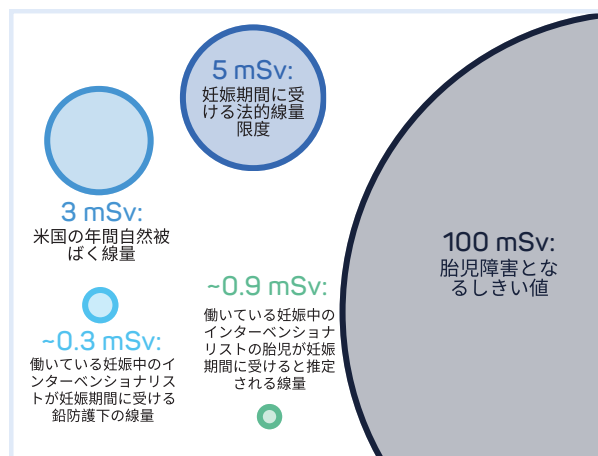 5 mSv:
妊娠期間に受
ける法的線量
限度
3 mSv:
米国の年間自然被
ばく線量
100 mSv:
胎児障害とな
るしきい値
~0.9 mSv:
働いている妊娠中の
インターベンショナ
リストの胎児が妊娠
期間に受けると推定
される線量
~0.3 mSv:
働いている妊娠中のイ
ンターベンショナリス
トが妊娠期間に受ける
鉛防護下の線量